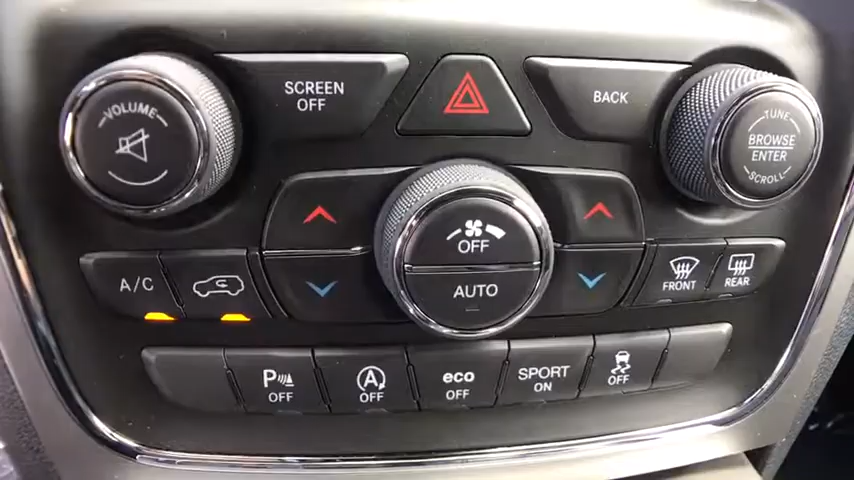 VOLUME
SCREEN
OFF
BACK
TUNE
BROWSE
ENTER
SCROLL
OFF
AUTO
A/C
FRONT
REAR
P
OFF
A
OFF
eco
OFF
SPORT
ON
OFF